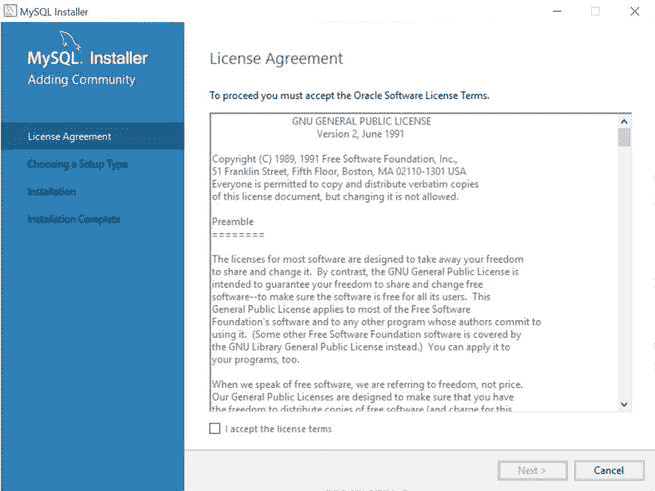 MySQL Installer
MySQL. Installer
Adding Community
License Agreement
Choosing a Setup Type
Installation
Installation Complete
License Agreement
To proceed you must accept the Oracle Software License Terms.
GNU GENERAL PUBLIC LICENSE
Version 2, June 1991
Copyright (C) 1989, 1991 Free Software Foundation, Inc.,
51 Franklin Street, Fifth Floor, Boston, MA 02110-1301 USA
Everyone is permitted to copy and distribute verbatim copies
of this license document, but changing it is not allowed.
Preamble
========
The licenses for most software are designed to take away your freedom
to share and change it. By contrast, the GNU General Public License is
intended to guarantee your freedom to share and change free
software--to make sure the software is free for all its users. This
General Public License applies to most of the Free Software
Foundation's software and to any other program whose authors commit to
using it. (Some other Free Software Foundation software is covered by
the GNU Library General Public License instead.) You can apply it to
your programs, too.
When we speak of free software, we are referring to freedom, not price.
Our General Public Licenses are designed to make sure that you have
the freedom to distribute copies of free software (and charge for this
I accept the license terms
Next >
Cancel